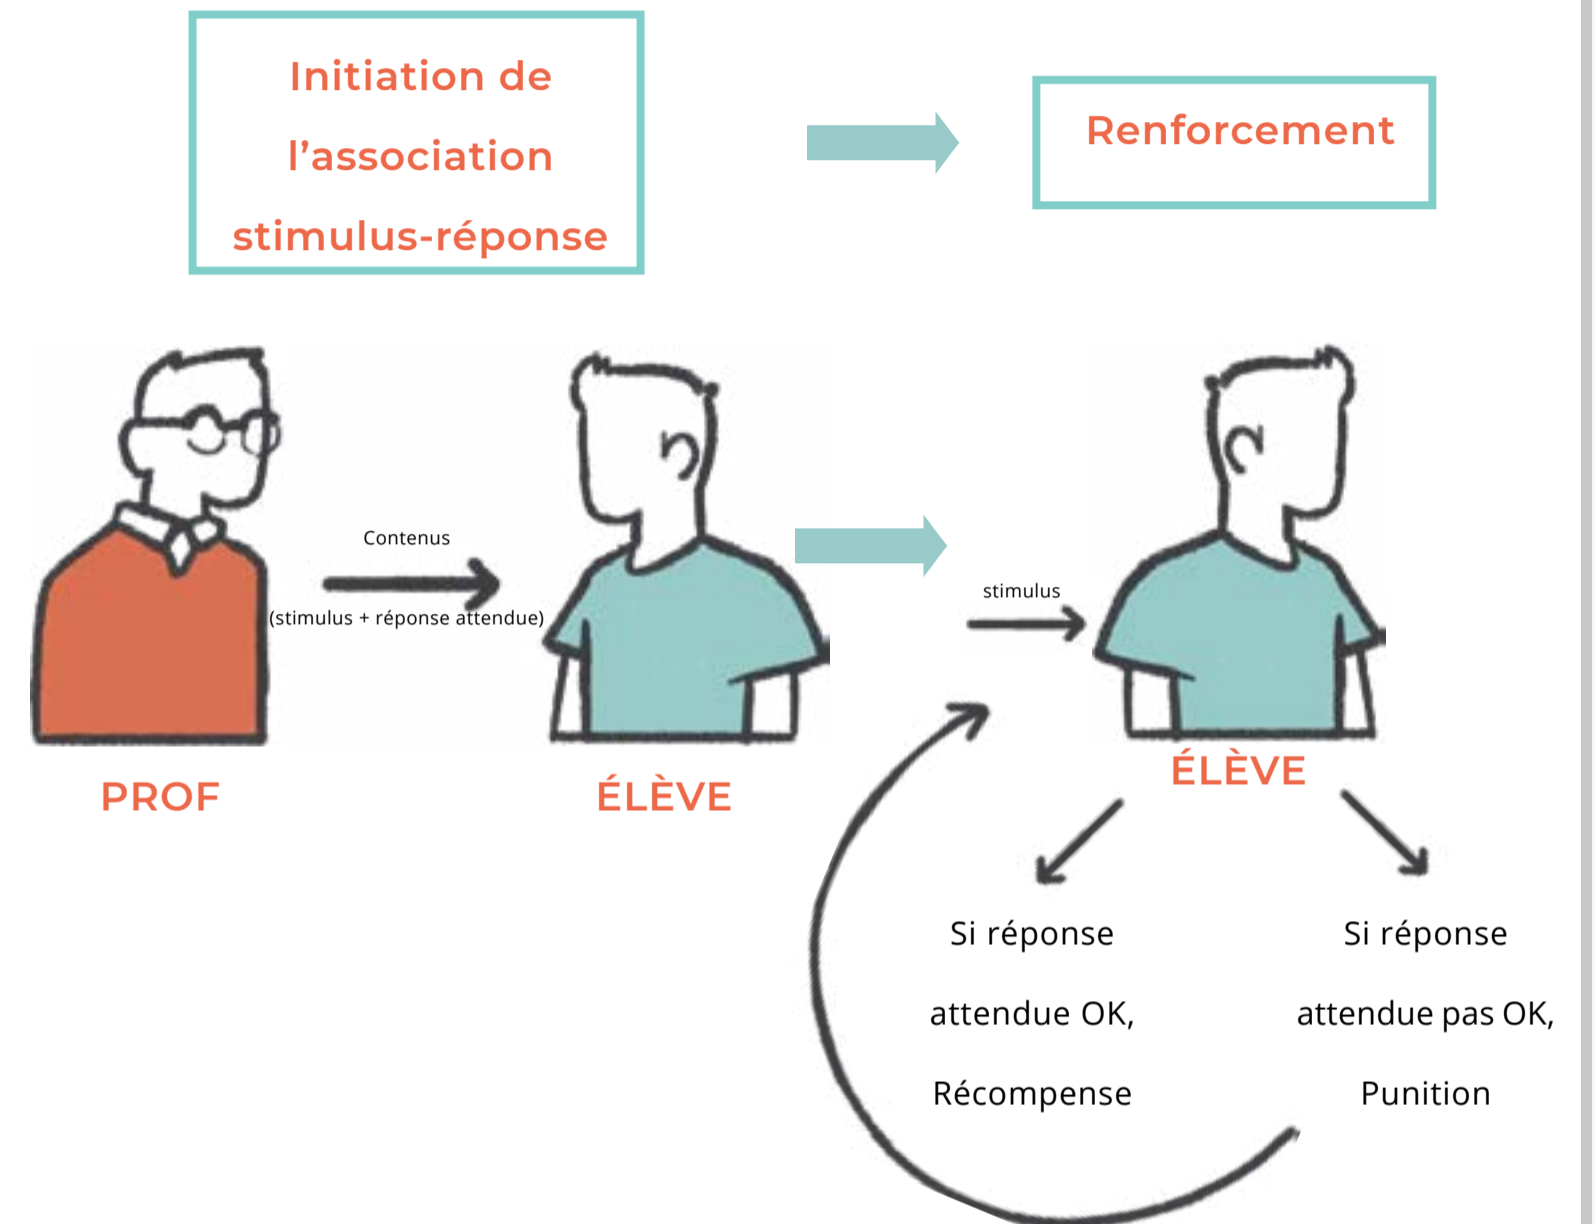 Initiation de
l’association
stimulus-réponse
Renforcement
Contenus
(stimulus + réponse attendue)
stimulus
PROF
ÉLÈVE
ÉLÈVE
Si réponse
attendue OK,
Récompense
Si réponse
attendue pas OK,
Punition